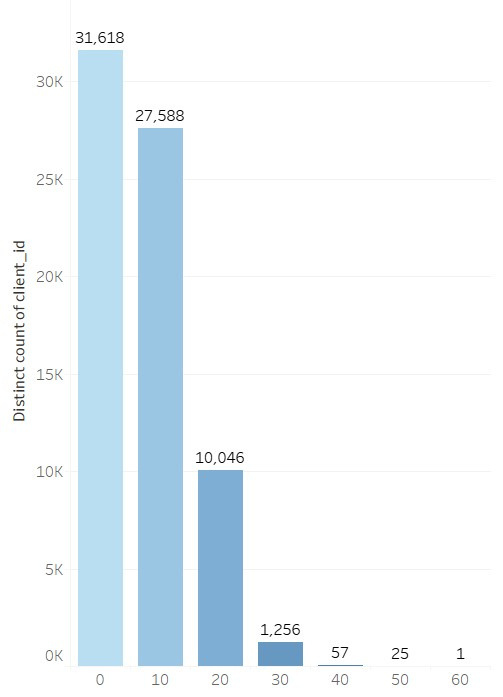 31,618
30K
27,588
25K
20K
Distinct count of client_id
15K
10,046
10K
5K
1,256
57
25
1
0K
0 10 20 30 40 50 60